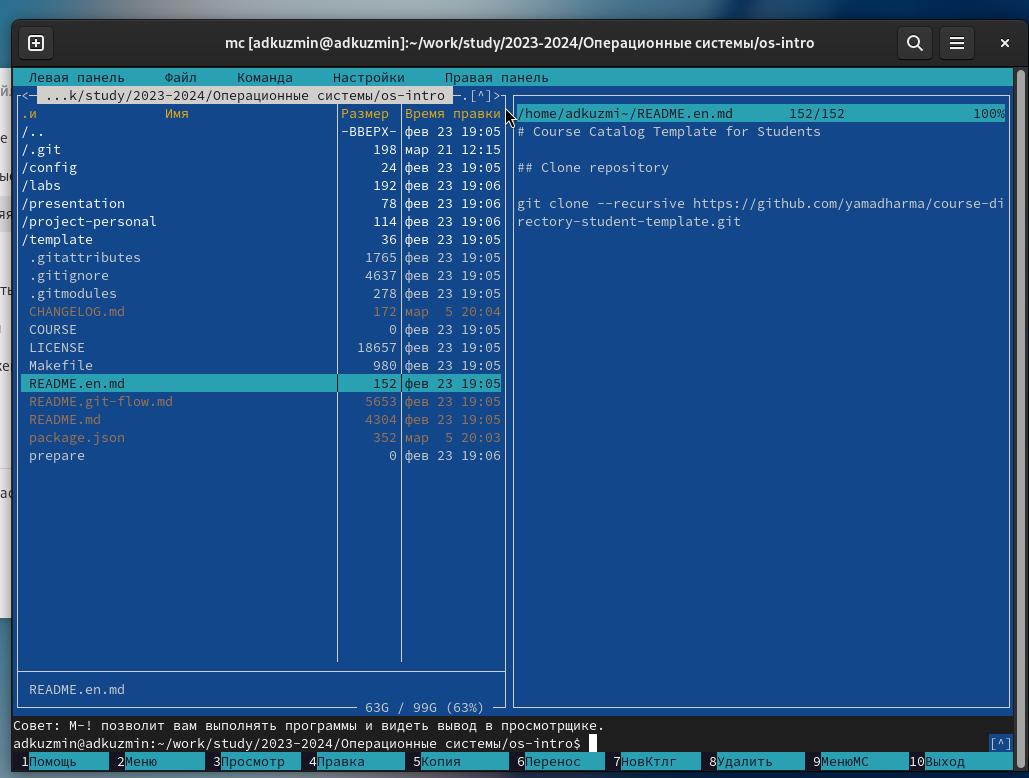 mc [adkuzmin@adkuzmin]:~/work/study/2023-2024/Операционные системы/os-intro
Левая панель Файл Команда Настройки Правая панель
<─ ...k/study/2023-2024/Операционные системы/os-intro ─.[^]>
.и Имя Размер Время правки
/.. -ВВЕРХ- фев 23 19:05
/.git 198 мар 21 12:15
/config 24 фев 23 19:05
/labs 192 фев 23 19:06
/presentation 78 фев 23 19:06
/project-personal 114 фев 23 19:06
/template 36 фев 23 19:05
.gitattributes 1765 фев 23 19:05
.gitignore 4637 фев 23 19:05
.gitmodules 278 фев 23 19:05
CHANGELOG.md 172 мар 5 20:04
COURSE 0 фев 23 19:05
LICENSE 18657 фев 23 19:05
Makefile 980 фев 23 19:05
README.en.md 152 фев 23 19:05
README.git-flow.md 5653 фев 23 19:05
README.md 4304 фев 23 19:05
package.json 352 мар 5 20:03
prepare 0 фев 23 19:06
README.en.md
63G / 99G (63%)
/home/adkuzmi~/README.en.md 152/152 100%
# Course Catalog Template for Students
## Clone repository
git clone --recursive https://github.com/yamadharma/course-di
rectory-student-template.git
Совет: M-! позволит вам выполнять программы и видеть вывод в просмотрщике.
adkuzmin@adkuzmin:~/work/study/2023-2024/Операционные системы/os-intro$ [^]
1Помощь 2Меню 3Просмотр 4Правка 5Копия 6Перенос 7НовКтлг 8Удалить 9МенюМС 10Выход